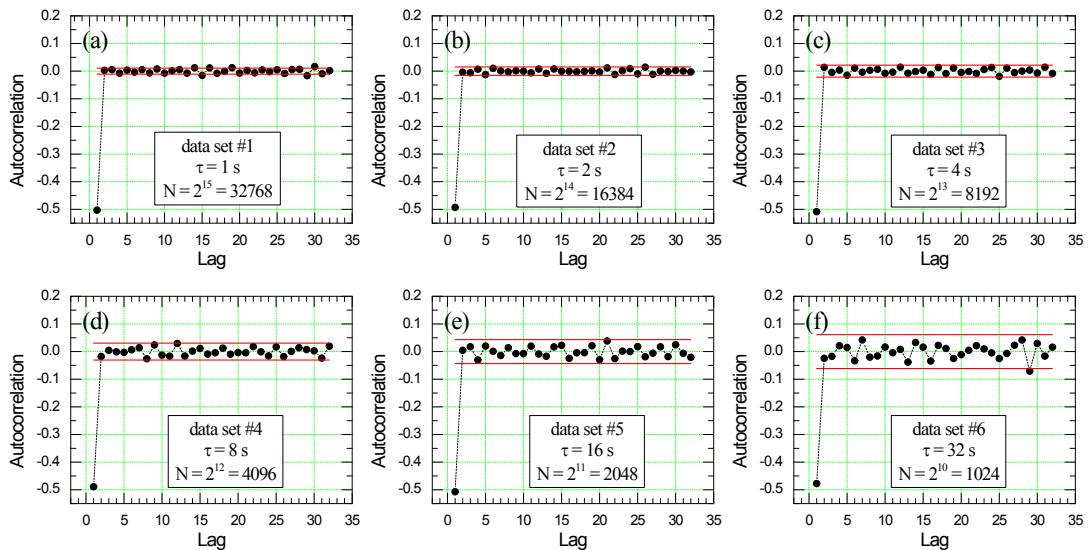 (a)
0.2
0.1
0.0
-0.1
-0.2
-0.3
-0.4
-0.5
Autocorrelation
data set #1
τ = 1 s
N = 2^15 = 32768
0 5 10 15 20 25 30 35
Lag
(b)
0.2
0.1
0.0
-0.1
-0.2
-0.3
-0.4
-0.5
Autocorrelation
data set #2
τ = 2 s
N = 2^14 = 16384
0 5 10 15 20 25 30 35
Lag
(c)
0.2
0.1
0.0
-0.1
-0.2
-0.3
-0.4
-0.5
Autocorrelation
data set #3
τ = 4 s
N = 2^13 = 8192
0 5 10 15 20 25 30 35
Lag
(d)
0.2
0.1
0.0
-0.1
-0.2
-0.3
-0.4
-0.5
Autocorrelation
data set #4
τ = 8 s
N = 2^12 = 4096
0 5 10 15 20 25 30 35
Lag
(e)
0.2
0.1
0.0
-0.1
-0.2
-0.3
-0.4
-0.5
Autocorrelation
data set #5
τ = 16 s
N = 2^11 = 2048
0 5 10 15 20 25 30 35
Lag
(f)
0.2
0.1
0.0
-0.1
-0.2
-0.3
-0.4
-0.5
Autocorrelation
data set #6
τ = 32 s
N = 2^10 = 1024
0 5 10 15 20 25 30 35
Lag